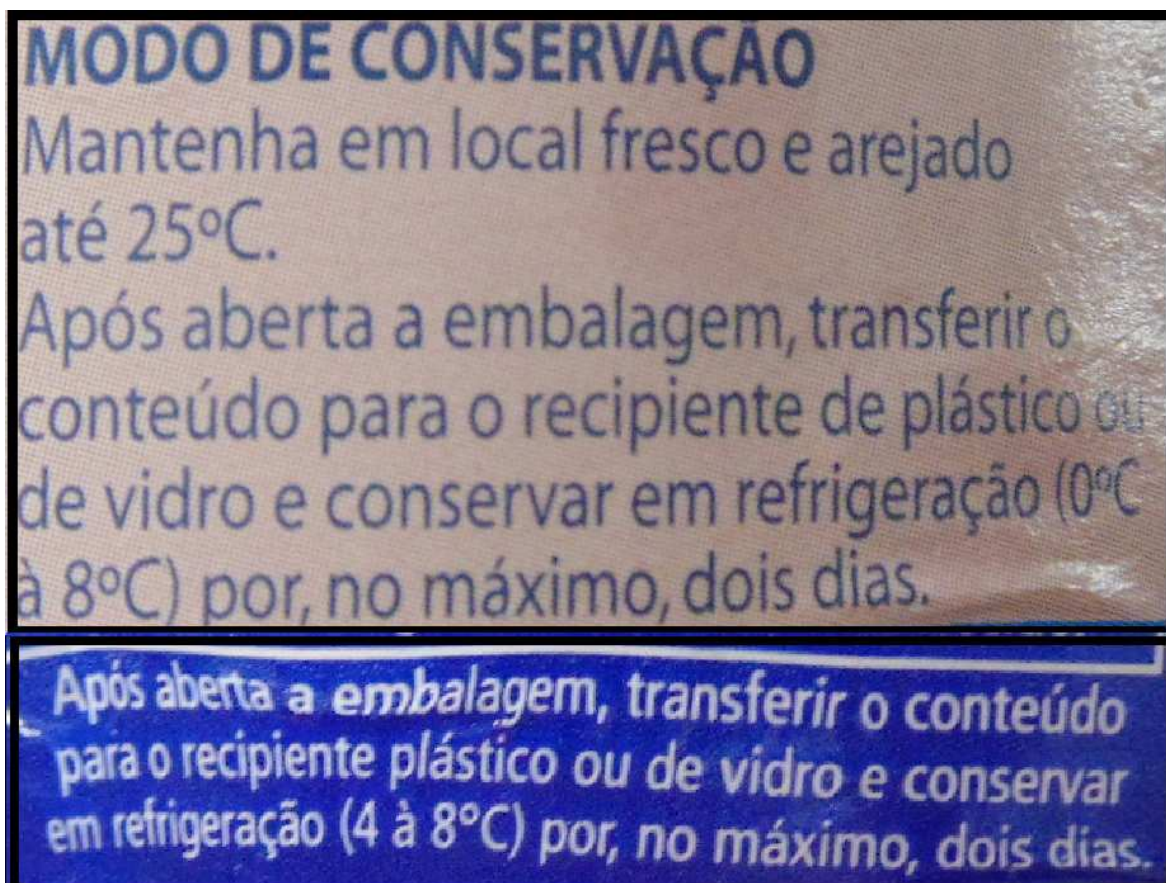 MODO DE CONSERVAÇÃO
Mantenha em local fresco e arejado
até 25ºC.
Após aberta a embalagem, transferir o
conteúdo para o recipiente de plástico ou
de vidro e conservar em refrigeração (0ºC
à 8ºC) por, no máximo, dois dias.
Após aberta a embalagem, transferir o conteúdo
para o recipiente plástico ou de vidro e conservar
em refrigeração (4 à 8ºC) por, no máximo, dois dias.